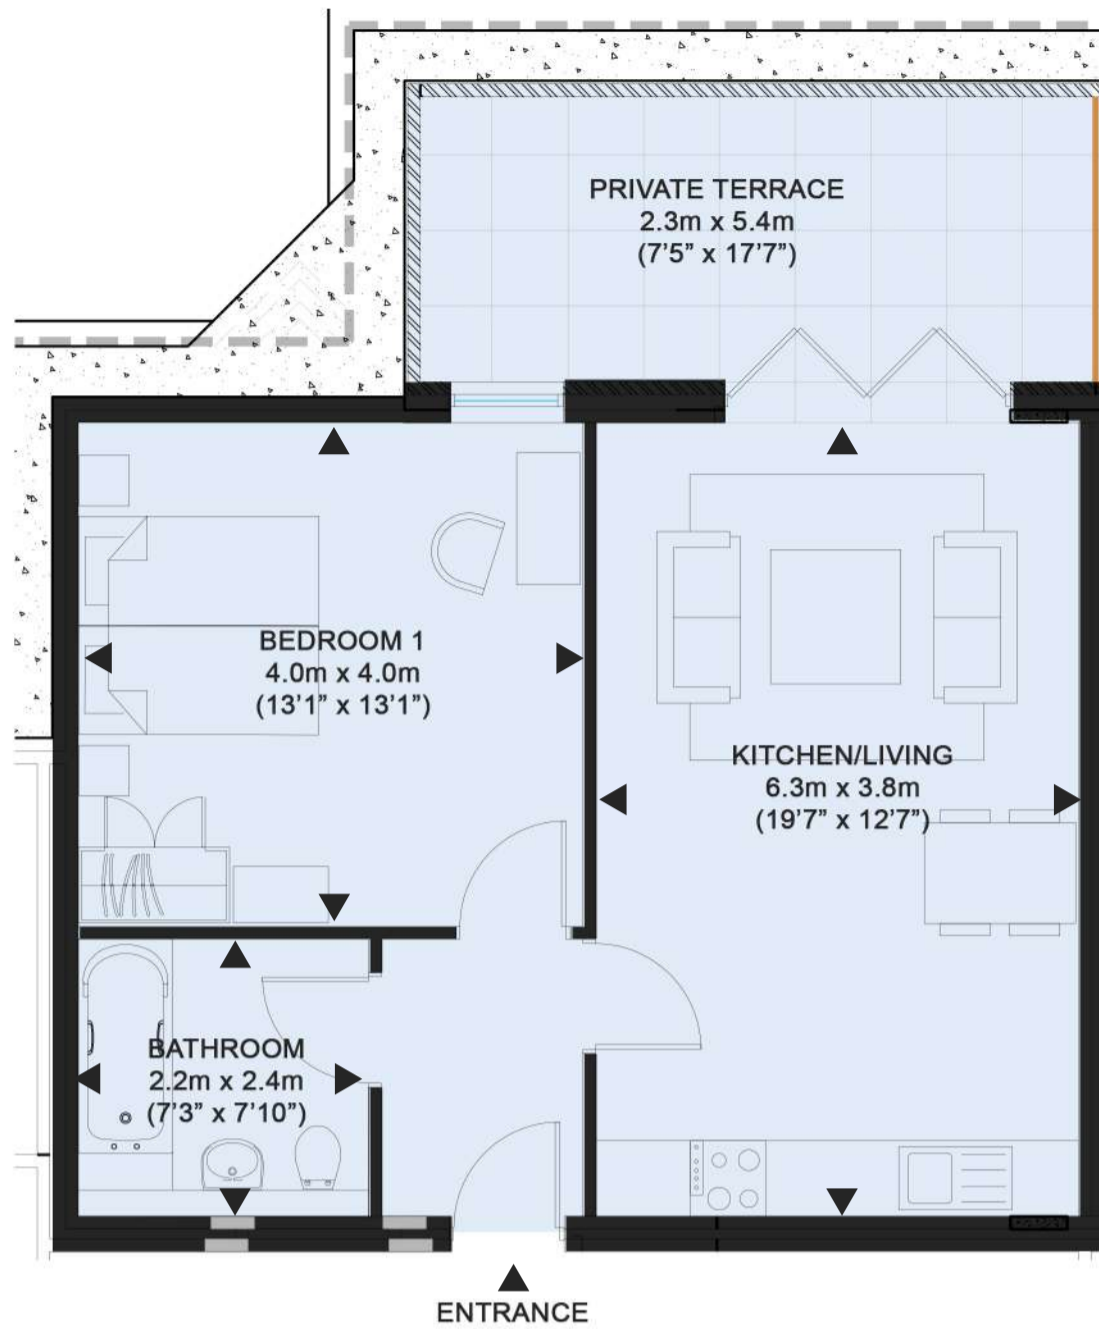 PRIVATE TERRACE
2.3m x 5.4m
(7’5” x 17’7”)
BEDROOM 1
4.0m x 4.0m
(13’1” x 13’1”)
KITCHEN/LIVING
6.3m x 3.8m
(19’7” x 12’7”)
BATHROOM
2.2m x 2.4m
(7’3” x 7’10”)
ENTRANCE